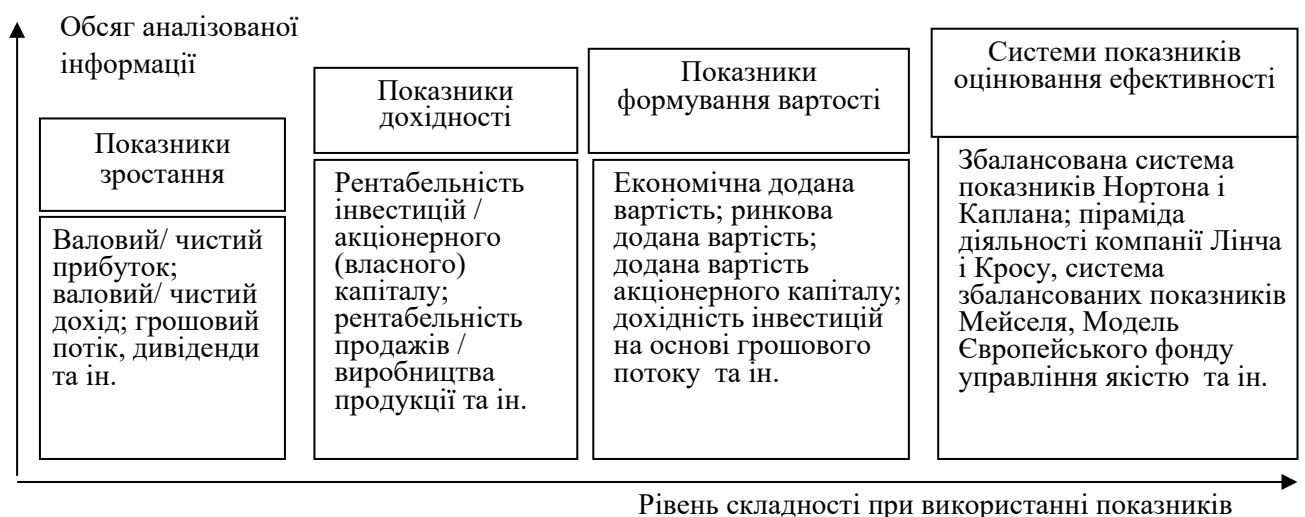 Обсяг аналізованої
інформації
Показники
зростання
Валовий/ чистий
прибуток;
валовий/ чистий
дохід; грошовий
потік, дивіденди
та ін.
Показники
дохідності
Рентабельність
інвестицій /
акціонерного
(власного)
капіталу;
рентабельність
продажів /
виробництва
продукції та ін.
Показники
формування вартості
Економічна додана
вартість; ринкова
додана вартість;
додана вартість
акціонерного капіталу;
дохідність інвестицій
на основі грошового
потоку та ін.
Системи показників
оцінювання ефективності
Збалансована система
показників Нортона і
Каплана; піраміда
діяльності компанії Лінча
і Кросу, система
збалансованих показників
Мейселя, Модель
Європейського фонду
управління якістю та ін.
Рівень складності при використанні показників